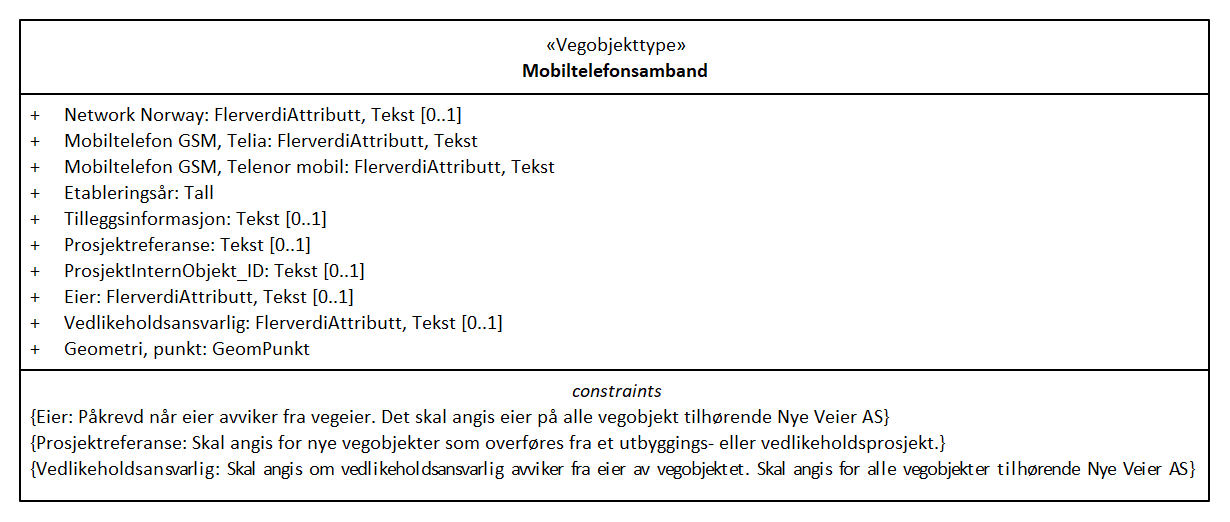 «Vegobjekttype»
Mobiltelefonsamband
+ Network Norway: FlerverdiAttributt, Tekst [0..1]
+ Mobiltelefon GSM, Telia: FlerverdiAttributt, Tekst
+ Mobiltelefon GSM, Telenor mobil: FlerverdiAttributt, Tekst
+ Etableringsår: Tall
+ Tilleggsinformasjon: Tekst [0..1]
+ Prosjektreferanse: Tekst [0..1]
+ ProsjektInternObjekt_ID: Tekst [0..1]
+ Eier: FlerverdiAttributt, Tekst [0..1]
+ Vedlikeholdsansvarlig: FlerverdiAttributt, Tekst [0..1]
+ Geometri, punkt: GeomPunkt
constraints
{Eier: Påkrevd når eier avviker fra vegeier. Det skal angis eier på alle vegobjekt tilhørende Nye Veier AS}
{Prosjektreferanse: Skal angis for nye vegobjekter som overføres fra et utbyggings- eller vedlikeholdsprosjekt.}
{Vedlikeholdsansvarlig: Skal angis om vedlikeholdsansvarlig avviker fra eier av vegobjektet. Skal angis for alle vegobjekter tilhørende Nye Veier AS}